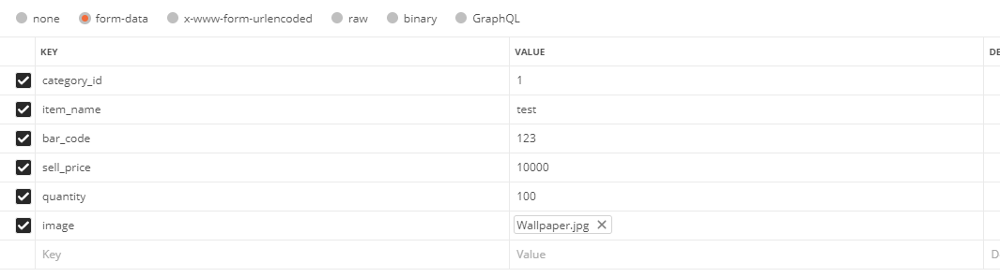 none form-data x-www-form-urlencoded raw binary GraphQL
KEY VALUE DE
category_id 1
item_name test
bar_code 123
sell_price 10000
quantity 100
image Wallpaper.jpg
Key Value D